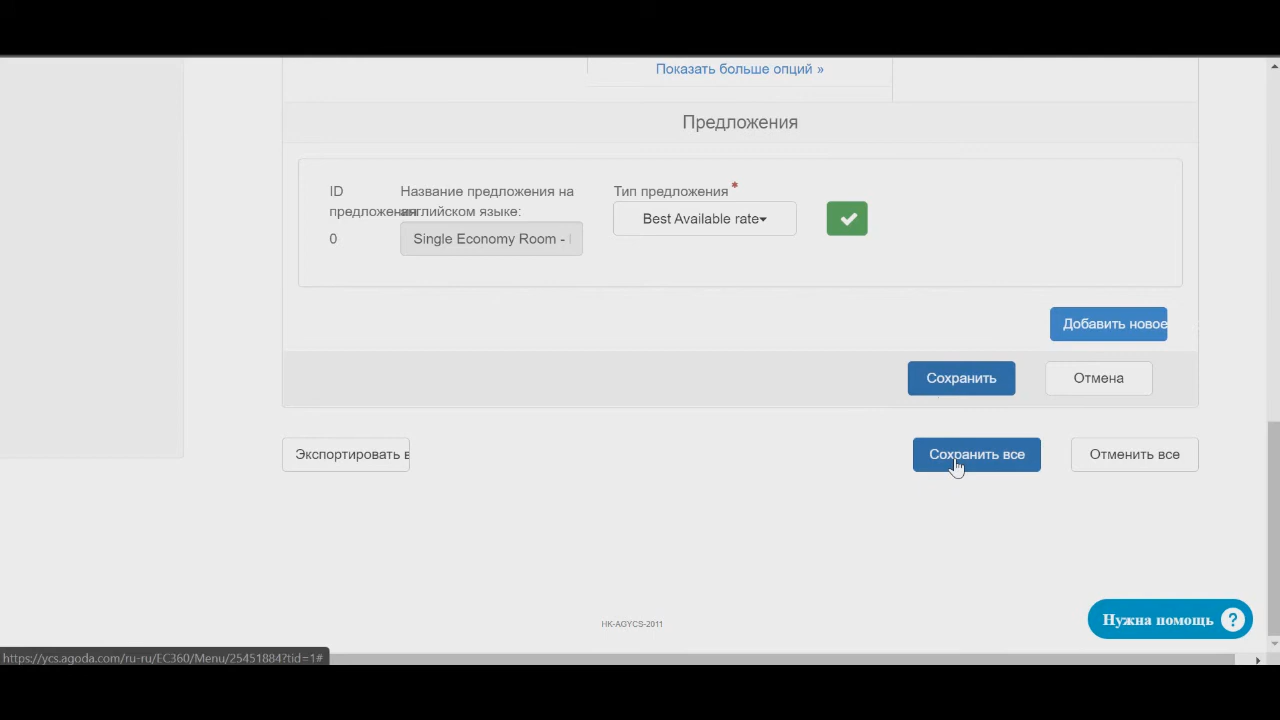 Показать больше опций »
Предложения
ID предложения
Название предложения на английском языке:
Тип предложения *
0
Single Economy Room -
Best Available rate
Добавить новое
Сохранить
Отмена
Экспортировать в
Сохранить все
Отменить все
HK-AGYCS-2011
Нужна помощь ?
https://ycs.agoda.com/ru-ru/EC360/Menu/25451884?tid=1#